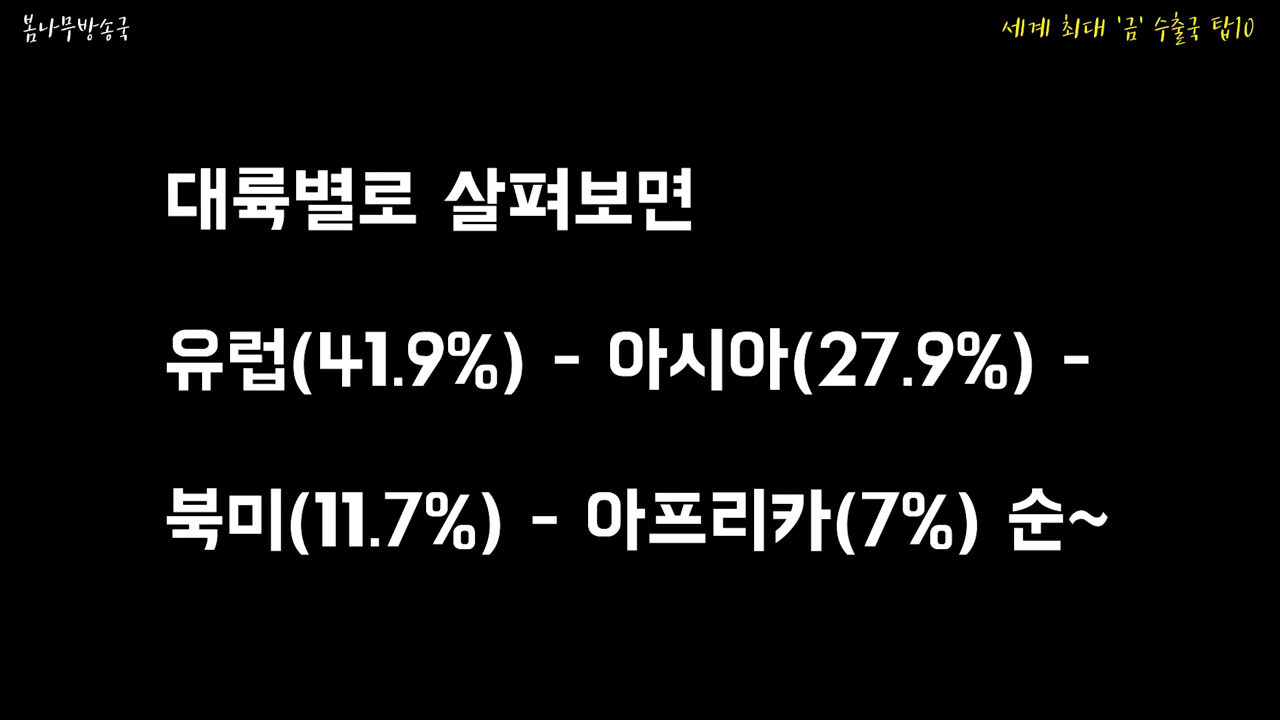 봄나무방송국
세계 최대 '금' 수출국 탑10
대륙별로 살펴보면
유럽(41.9%) - 아시아(27.9%) -
북미(11.7%) - 아프리카(7%) 순~